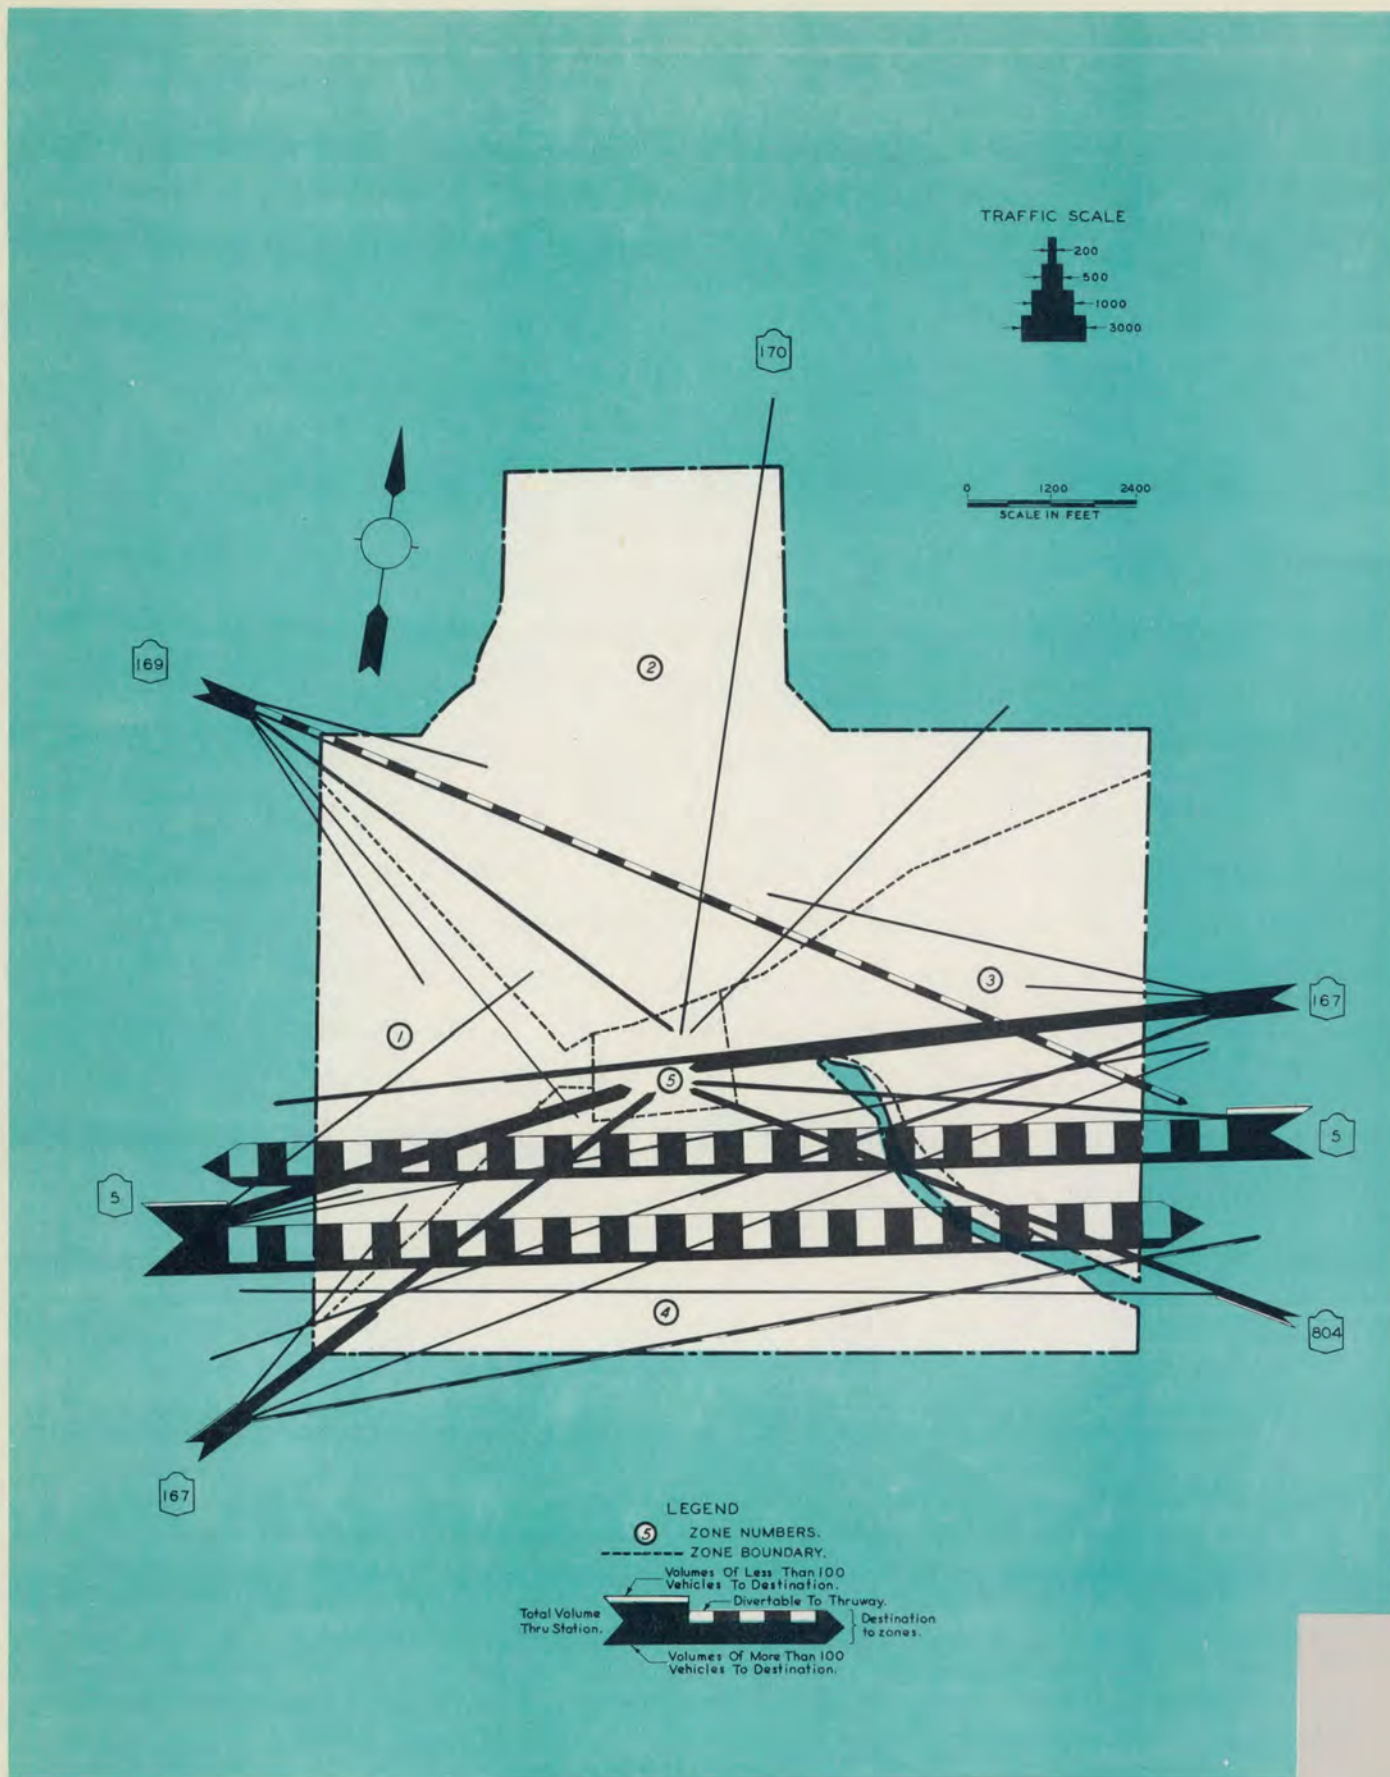 TRAFFIC SCALE
200
500
1000
3000
170
0 1200 2400
SCALE IN FEET
169
2
3
167
1
5
5
5
4
804
167
LEGEND
5 ZONE NUMBERS.
ZONE BOUNDARY.
Volumes Of Less Than 100
Vehicles To Destination.
Divertable To Thruway.
Total Volume
Thru Station.
Destination
to zones.
Volumes Of More Than 100
Vehicles To Destination.